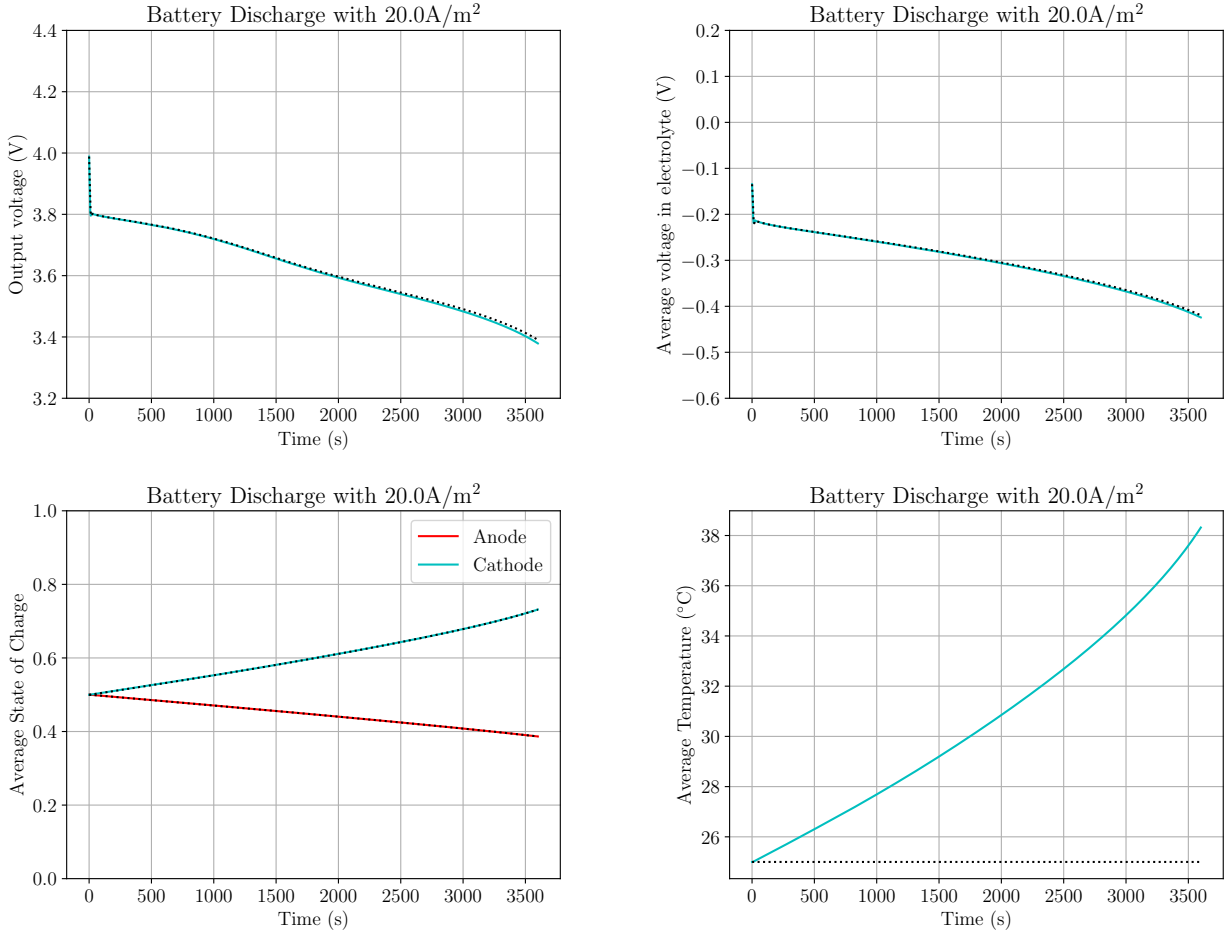 Battery Discharge with 20.0A/m²
4.4
4.2
4.0
3.8
3.6
3.4
3.2
Output voltage (V)
0 500 1000 1500 2000 2500 3000 3500
Time (s)
Battery Discharge with 20.0A/m²
0.2
0.1
0.0
−0.1
−0.2
−0.3
−0.4
−0.5
−0.6
Average voltage in electrolyte (V)
0 500 1000 1500 2000 2500 3000 3500
Time (s)
Battery Discharge with 20.0A/m²
1.0
0.8
0.6
0.4
0.2
0.0
Average State of Charge
Anode
Cathode
0 500 1000 1500 2000 2500 3000 3500
Time (s)
Battery Discharge with 20.0A/m²
38
36
34
32
30
28
26
Average Temperature (°C)
0 500 1000 1500 2000 2500 3000 3500
Time (s)